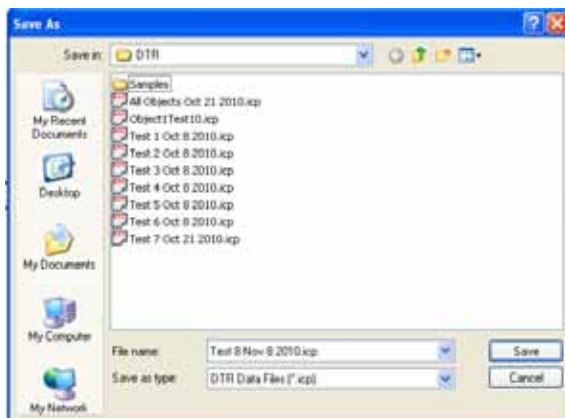 Save As
Save in: DTR
My Recent Documents
Desktop
My Documents
My Computer
My Network
Samples
All Objects Oct 21 2010.icp
Object1Test10.icp
Test 1 Oct 8 2010.icp
Test 2 Oct 8 2010.icp
Test 3 Oct 8 2010.icp
Test 4 Oct 8 2010.icp
Test 5 Oct 8 2010.icp
Test 6 Oct 8 2010.icp
Test 7 Oct 21 2010.icp
File name: Test 8 Nov 8 2010.icp Save
Save as type: DTR Data Files (*.icp) Cancel